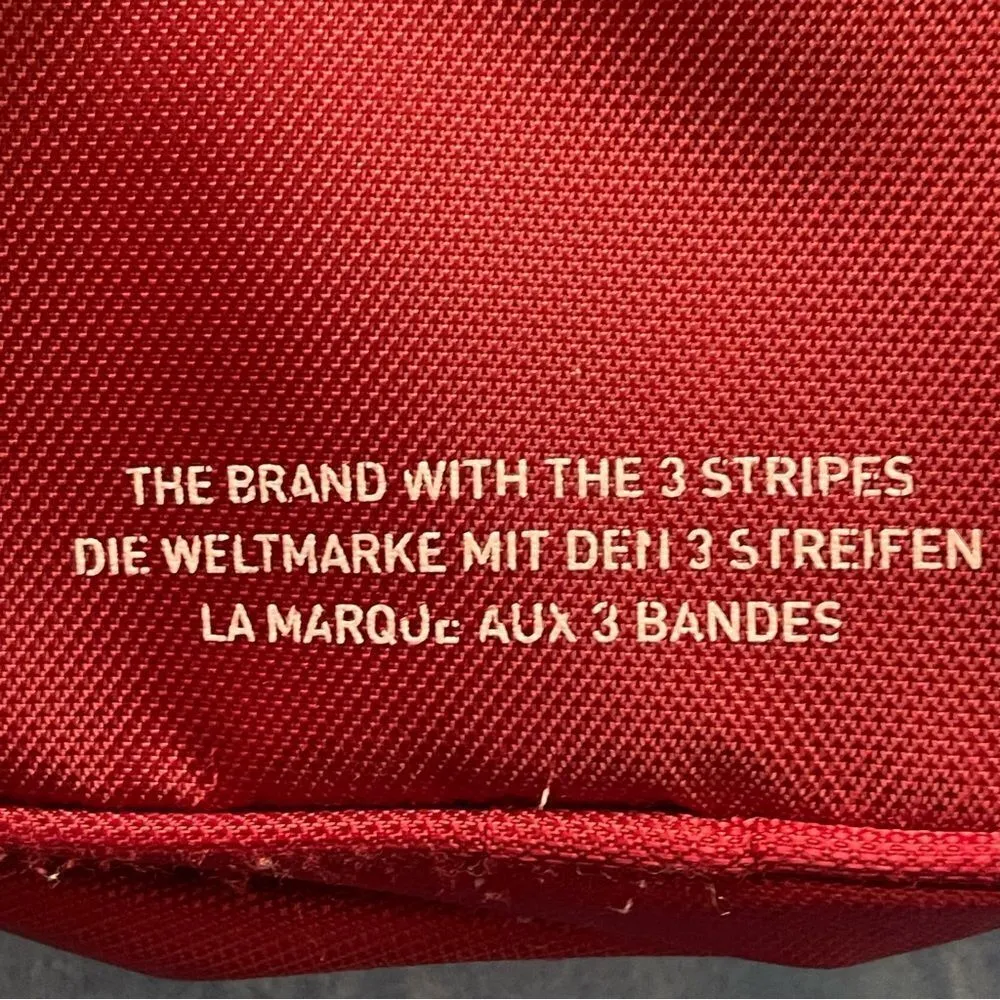 THE BRAND WITH THE 3 STRIPES
DIE WELTMARKE MIT DEN 3 STREIFEN
LA MARQUE AUX 3 BANDES